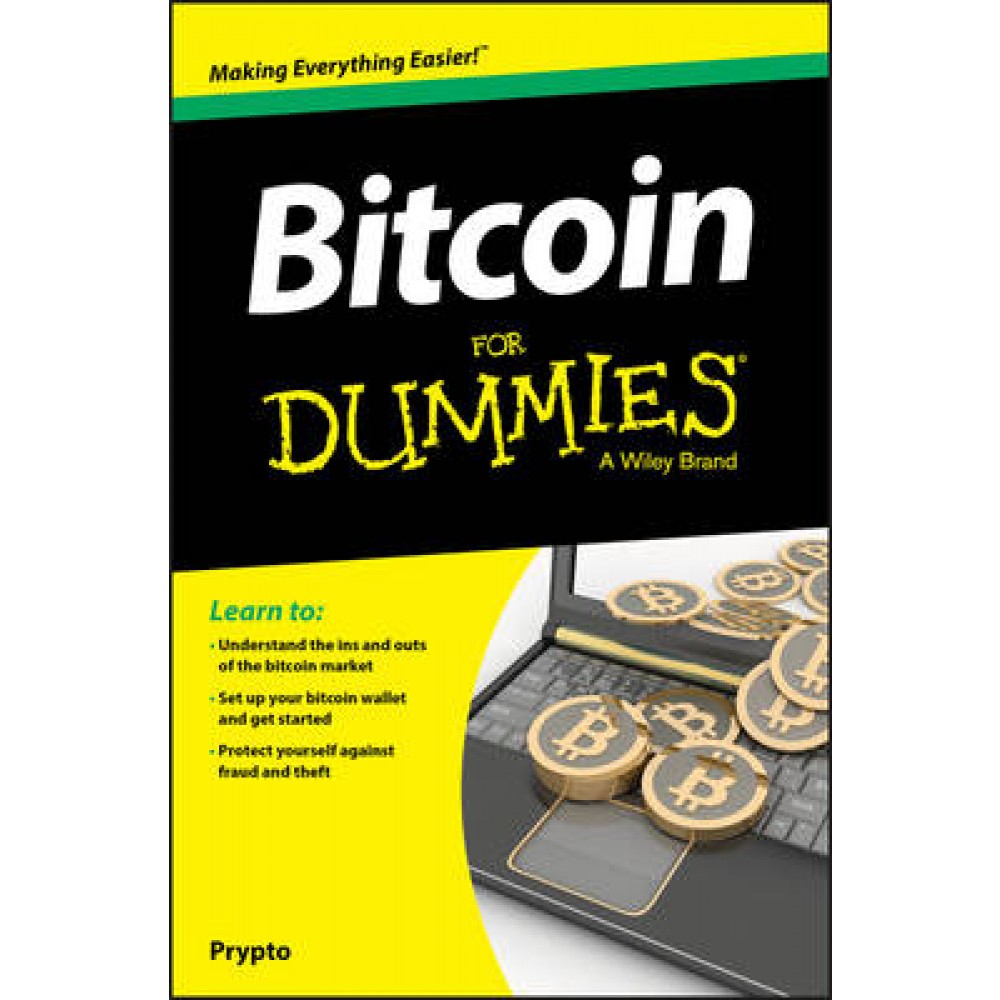 Making Everything Easier!™
Bitcoin
FOR
DUMMIES®
A Wiley Brand
Learn to:
• Understand the ins and outs
of the bitcoin market
• Set up your bitcoin wallet
and get started
• Protect yourself against
fraud and theft
Prypto